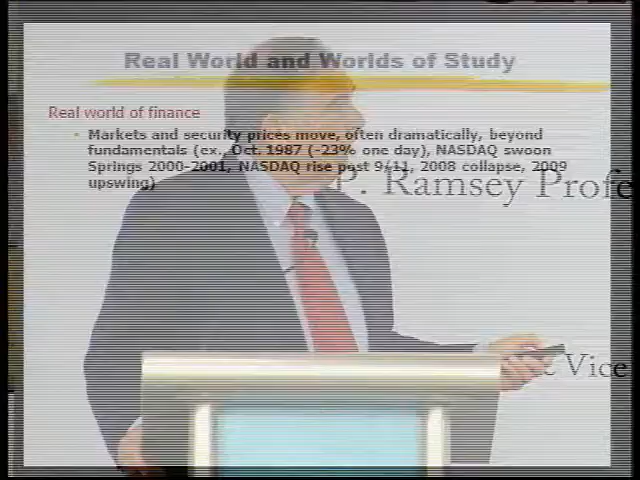 Real World and Worlds of Study
Real world of finance
Markets and security prices move, often dramatically, beyond
fundamentals (ex., Oct. 1987 (-23% one day), NASDAQ swoon
Springs 2000-2001, NASDAQ rise post 9/11, 2008 collapse, 2009
upswing)
P. Ramsey Profe
Vice